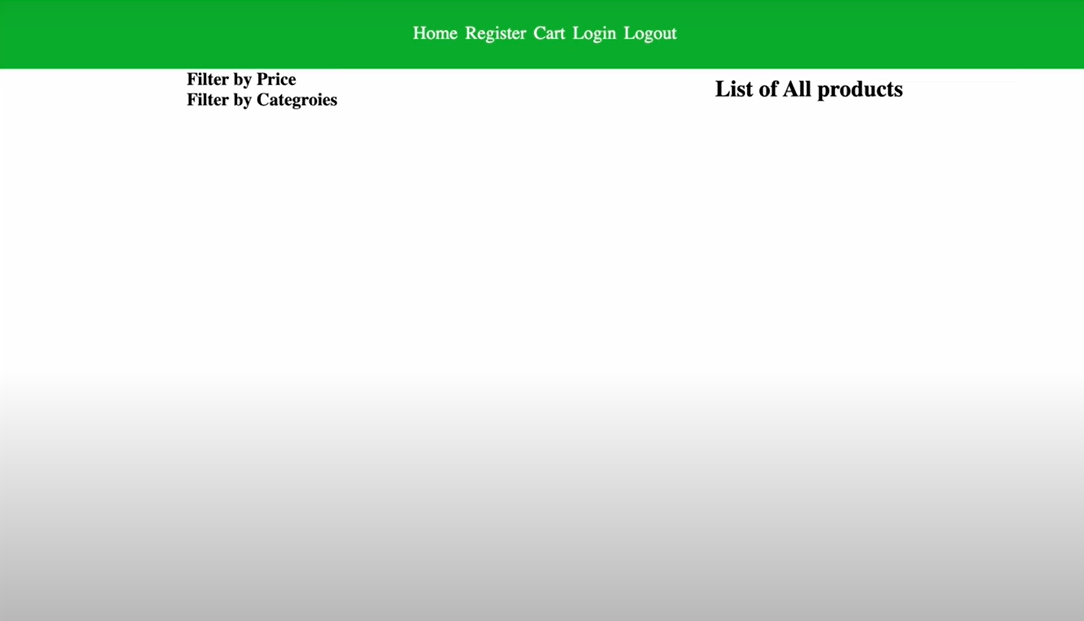 Home Register Cart Login Logout
Filter by Price
Filter by Categroies
List of All products